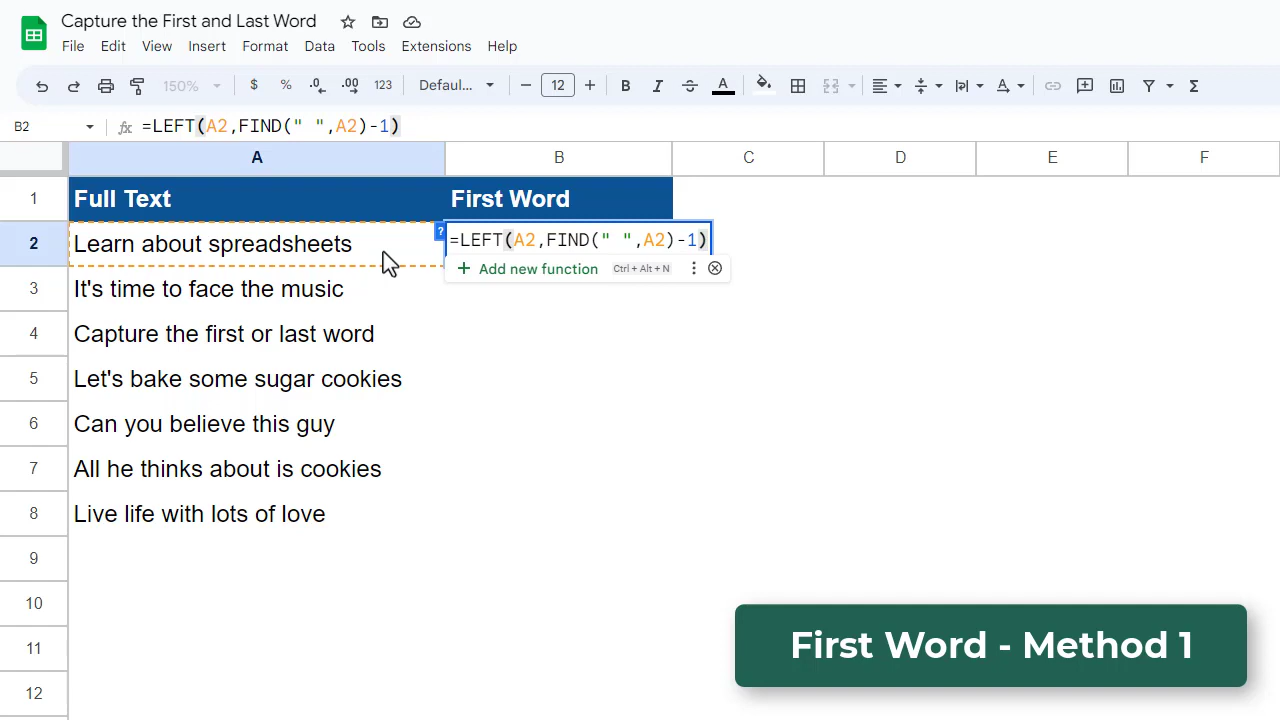 Capture the First and Last Word
File Edit View Insert Format Data Tools Extensions Help
150% $ % .0 .00 123 Defaul... − 12 + B I S A A Σ
B2 fx =LEFT(A2,FIND(" ",A2)-1)
A B C D E F
1 Full Text First Word
2 Learn about spreadsheets ? =LEFT(A2,FIND(" ",A2)-1)
+ Add new function Ctrl + Alt + N
3 It's time to face the music
4 Capture the first or last word
5 Let's bake some sugar cookies
6 Can you believe this guy
7 All he thinks about is cookies
8 Live life with lots of love
9
10
11
First Word - Method 1
12